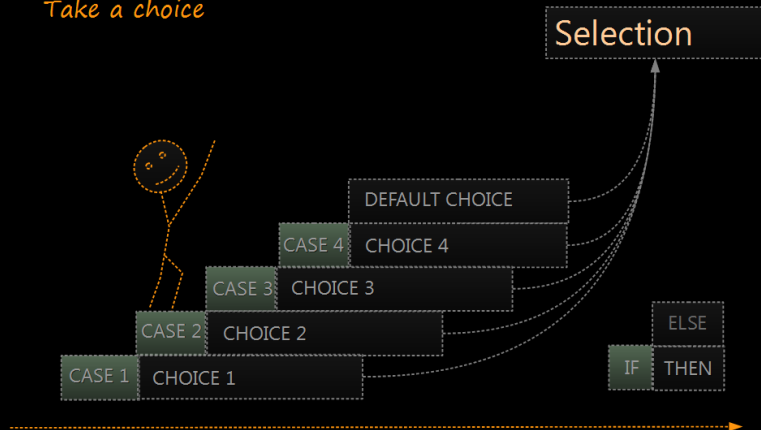 Take a choice
Selection
DEFAULT CHOICE
CASE 4 CHOICE 4
CASE 3 CHOICE 3
CASE 2 CHOICE 2
CASE 1 CHOICE 1
ELSE
IF THEN